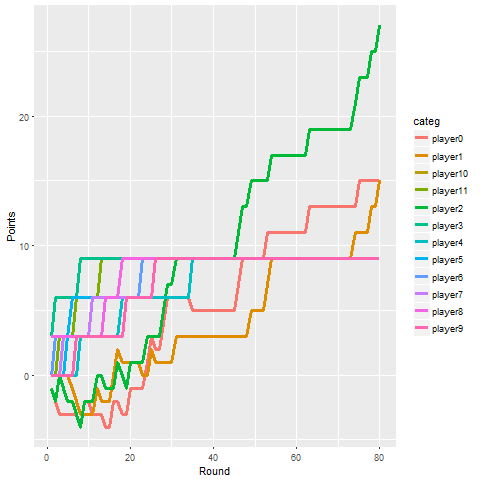 20
10
0
Points
0
20
40
60
80
Round
categ
player0
player1
player10
player11
player2
player3
player4
player5
player6
player7
player8
player9